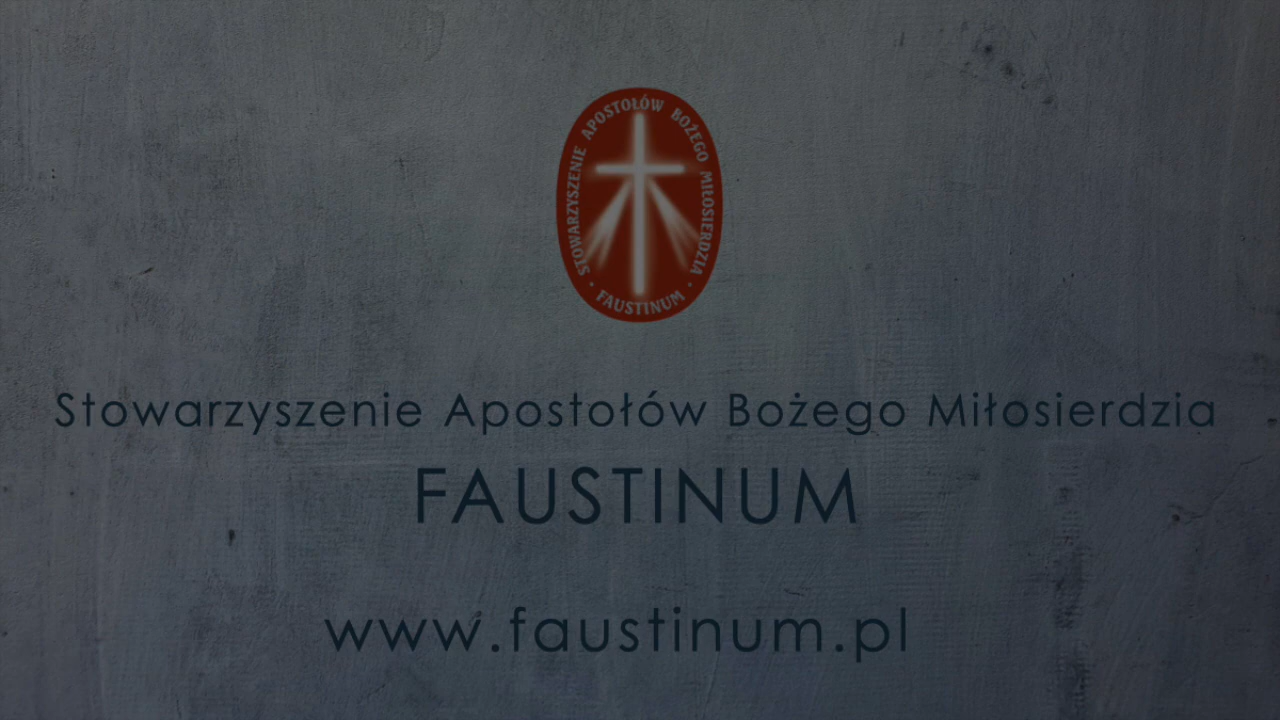 STOWARZYSZENIE APOSTOŁÓW BOŻEGO MIŁOSIERDZIA
• FAUSTINUM •
Stowarzyszenie Apostołów Bożego Miłosierdzia
FAUSTINUM
www.faustinum.pl